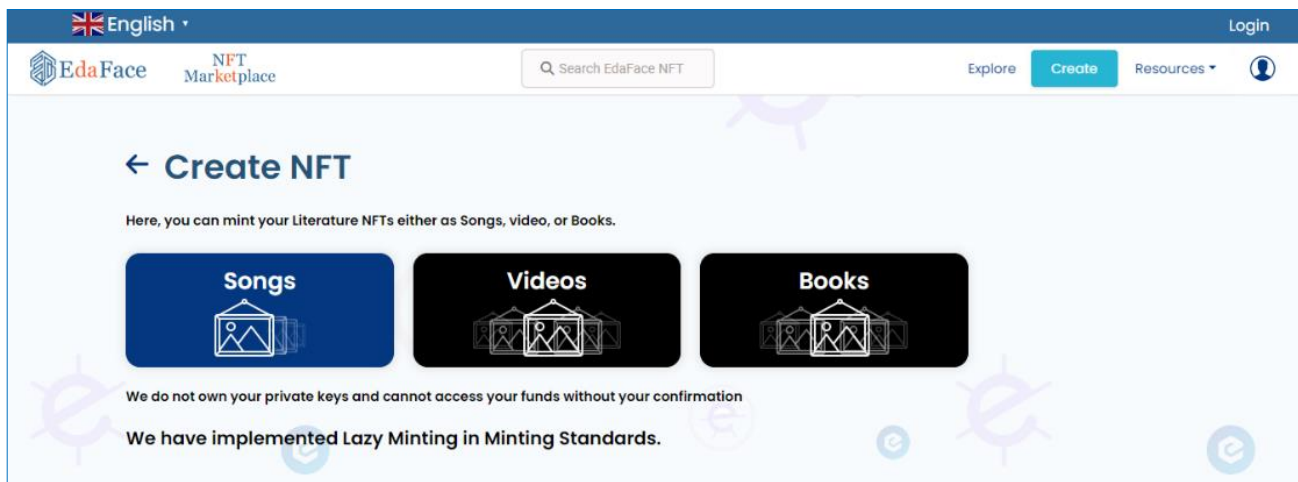 English
Login
EdaFace
NFT
Marketplace
Search EdaFace NFT
Explore
Create
Resources
← Create NFT
Here, you can mint your Literature NFTs either as Songs, video, or Books.
Songs
Videos
Books
We do not own your private keys and cannot access your funds without your confirmation
We have implemented Lazy Minting in Minting Standards.